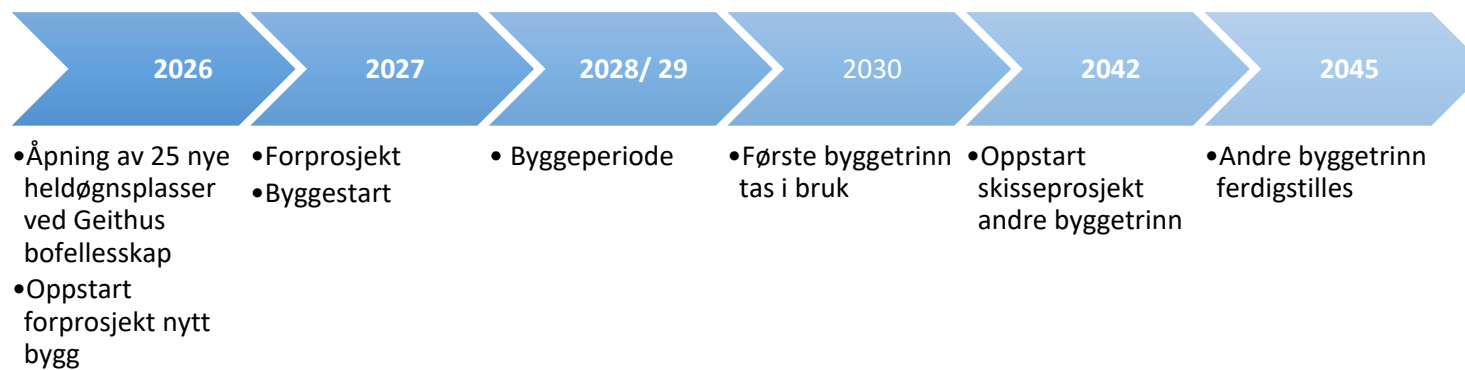 2026
2027
2028/ 29
2030
2042
2045
•Åpning av 25 nye
heldøgnsplasser
ved Geithus
bofellesskap
•Oppstart
forprosjekt nytt
bygg
•Forprosjekt
•Byggestart
• Byggeperiode
•Første byggetrinn
tas i bruk
•Oppstart
skisseprosjekt
andre byggetrinn
•Andre byggetrinn
ferdigstilles